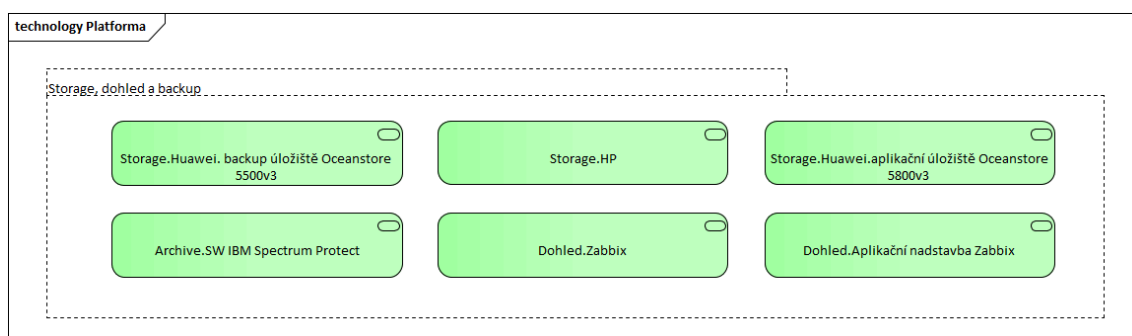 technology Platforma
Storage, dohled a backup
Storage.Huawei. backup úložiště Oceanstore
5500v3
Storage.HP
Storage.Huawei.aplikační úložiště Oceanstore
5800v3
Archive.SW IBM Spectrum Protect
Dohled.Zabbix
Dohled.Aplikační nadstavba Zabbix